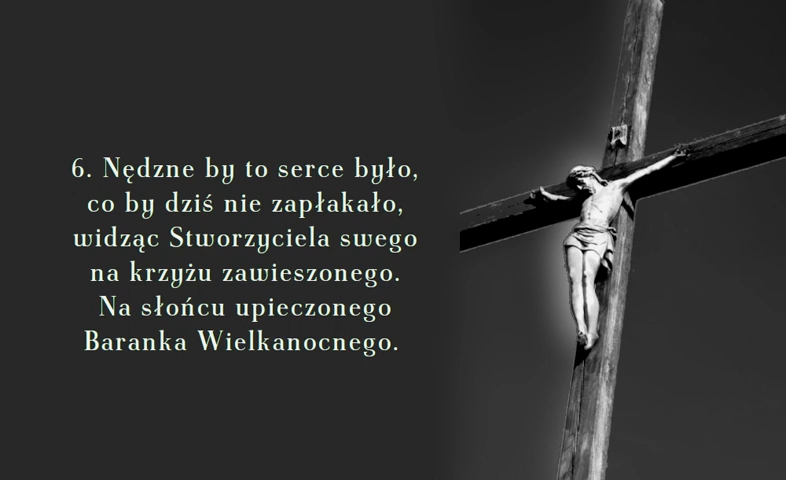 6. Nędzne by to serce było,
co by dziś nie zapłakało,
widząc Stworzyciela swego
na krzyżu zawieszonego.
Na słońcu upieczonego
Baranka Wielkanocnego.